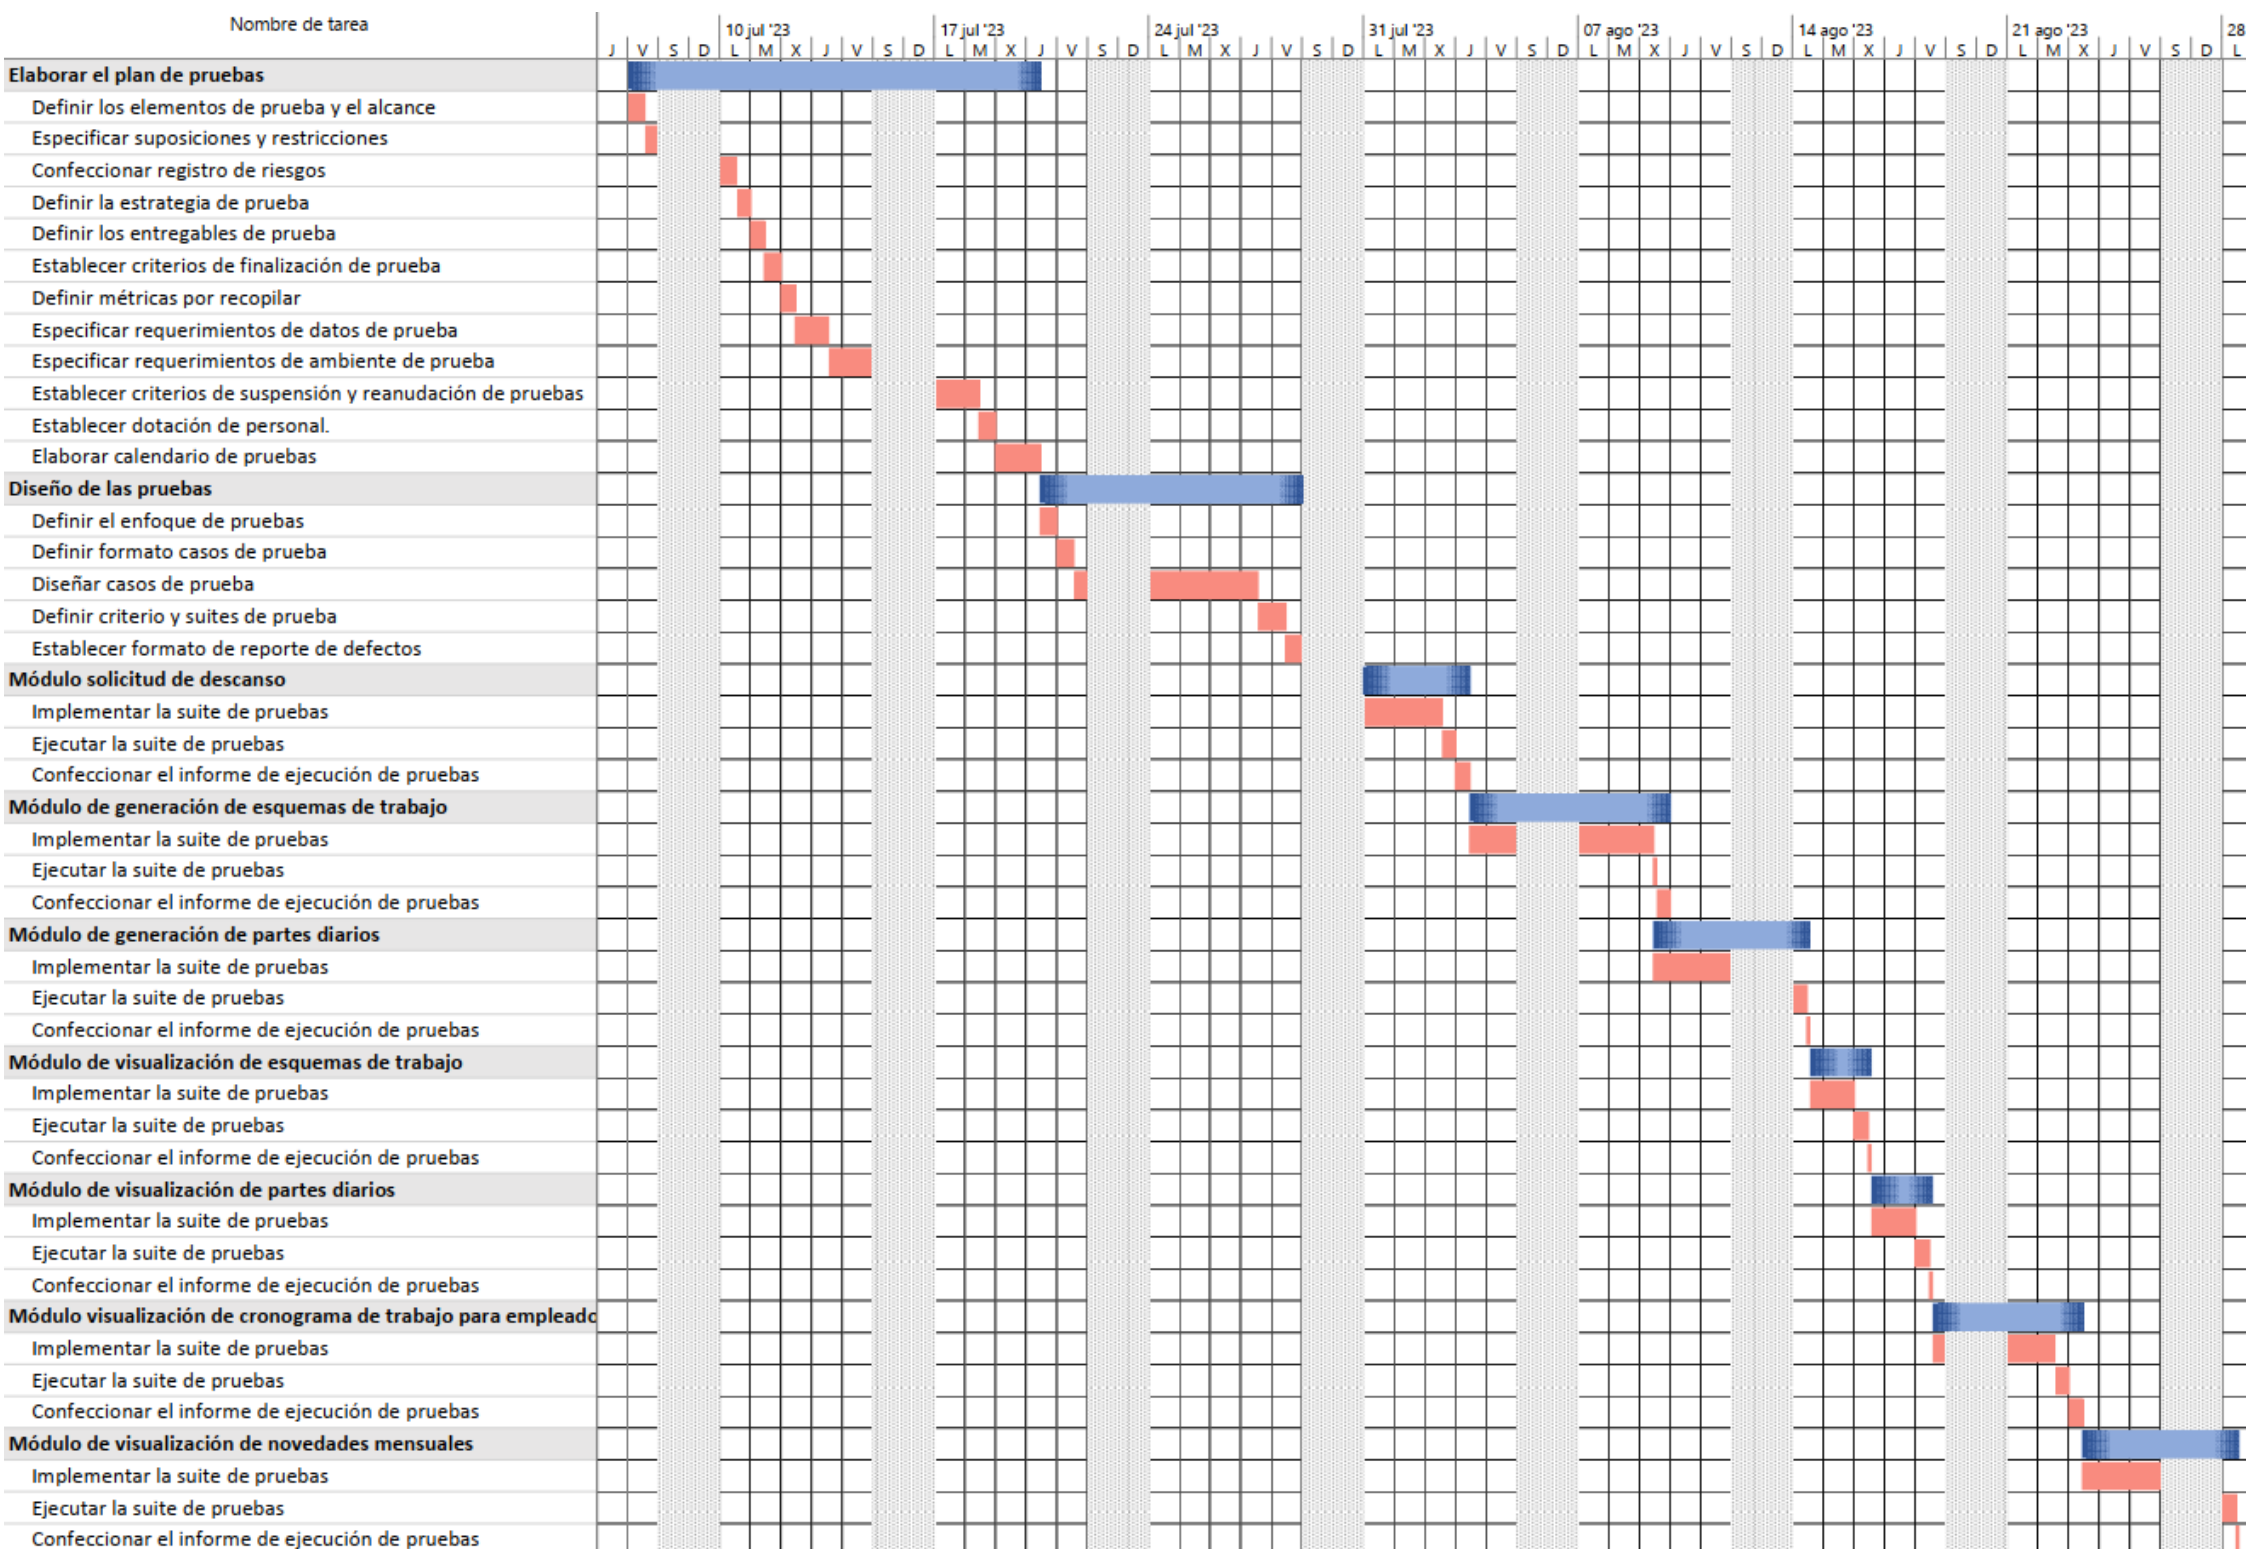 Nombre de tarea
10 jul '23 17 jul '23 24 jul '23 31 jul '23 07 ago '23 14 ago '23 21 ago '23 28
J V S D L M X J V S D L M X J V S D L M X J V S D L M X J V S D L M X J V S D L M X J V S D L M X J V S D L
Elaborar el plan de pruebas
Definir los elementos de prueba y el alcance
Especificar suposiciones y restricciones
Confeccionar registro de riesgos
Definir la estrategia de prueba
Definir los entregables de prueba
Establecer criterios de finalización de prueba
Definir métricas por recopilar
Especificar requerimientos de datos de prueba
Especificar requerimientos de ambiente de prueba
Establecer criterios de suspensión y reanudación de pruebas
Establecer dotación de personal.
Elaborar calendario de pruebas
Diseño de las pruebas
Definir el enfoque de pruebas
Definir formato casos de prueba
Diseñar casos de prueba
Definir criterio y suites de prueba
Establecer formato de reporte de defectos
Módulo solicitud de descanso
Implementar la suite de pruebas
Ejecutar la suite de pruebas
Confeccionar el informe de ejecución de pruebas
Módulo de generación de esquemas de trabajo
Implementar la suite de pruebas
Ejecutar la suite de pruebas
Confeccionar el informe de ejecución de pruebas
Módulo de generación de partes diarios
Implementar la suite de pruebas
Ejecutar la suite de pruebas
Confeccionar el informe de ejecución de pruebas
Módulo de visualización de esquemas de trabajo
Implementar la suite de pruebas
Ejecutar la suite de pruebas
Confeccionar el informe de ejecución de pruebas
Módulo de visualización de partes diarios
Implementar la suite de pruebas
Ejecutar la suite de pruebas
Confeccionar el informe de ejecución de pruebas
Módulo visualización de cronograma de trabajo para empleado
Implementar la suite de pruebas
Ejecutar la suite de pruebas
Confeccionar el informe de ejecución de pruebas
Módulo de visualización de novedades mensuales
Implementar la suite de pruebas
Ejecutar la suite de pruebas
Confeccionar el informe de ejecución de pruebas